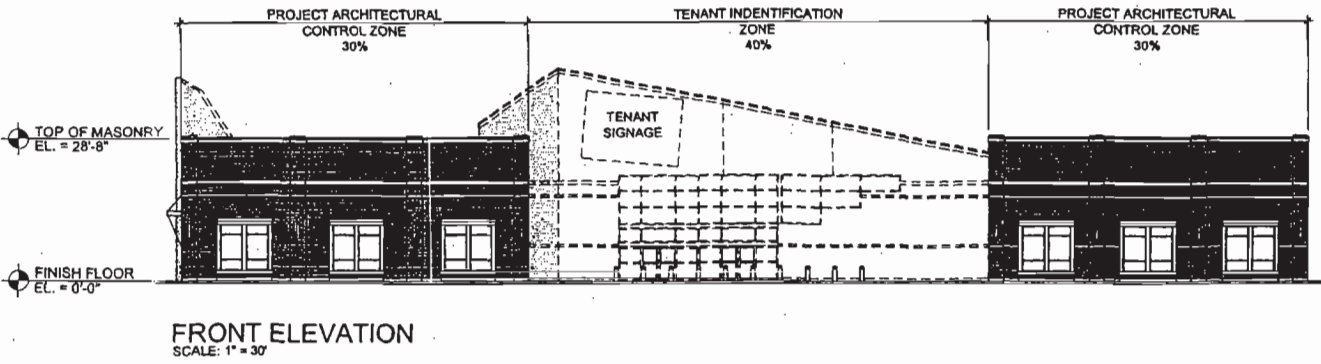 PROJECT ARCHITECTURAL
CONTROL ZONE
30%
TENANT INDENTIFICATION
ZONE
40%
PROJECT ARCHITECTURAL
CONTROL ZONE
30%
TENANT
SIGNAGE
TOP OF MASONRY
EL. = 28'-8"
FINISH FLOOR
EL. = 0'-0"
FRONT ELEVATION
SCALE: 1" = 30'